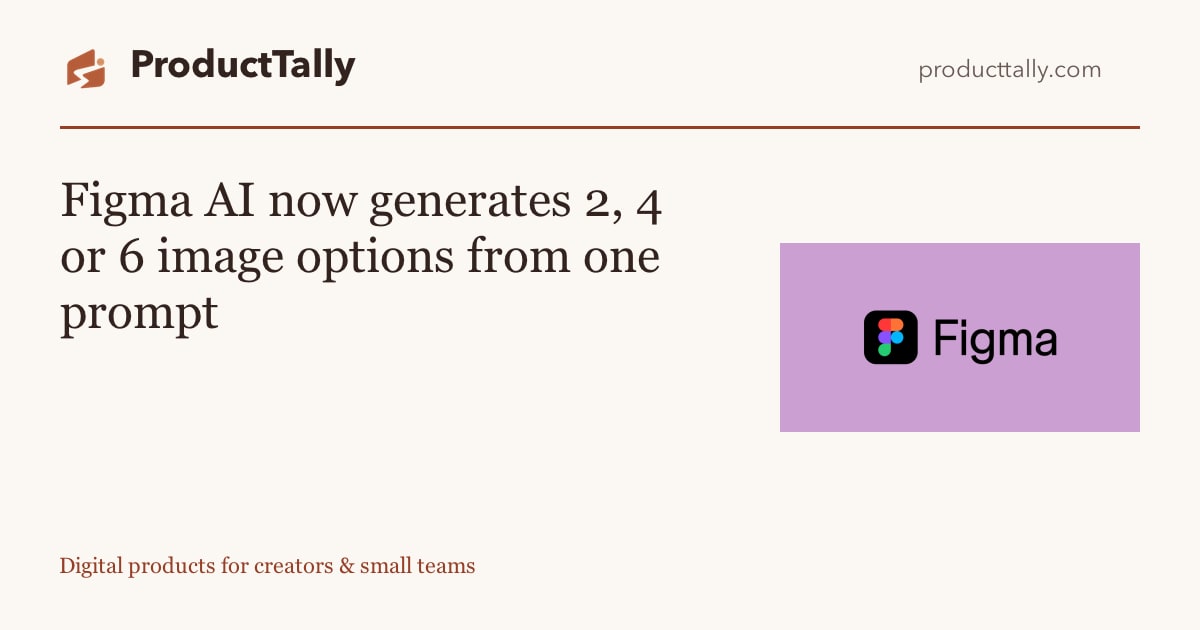 ProductTally
producttally.com
Figma AI now generates 2, 4
or 6 image options from one
prompt
Figma
Digital products for creators & small teams